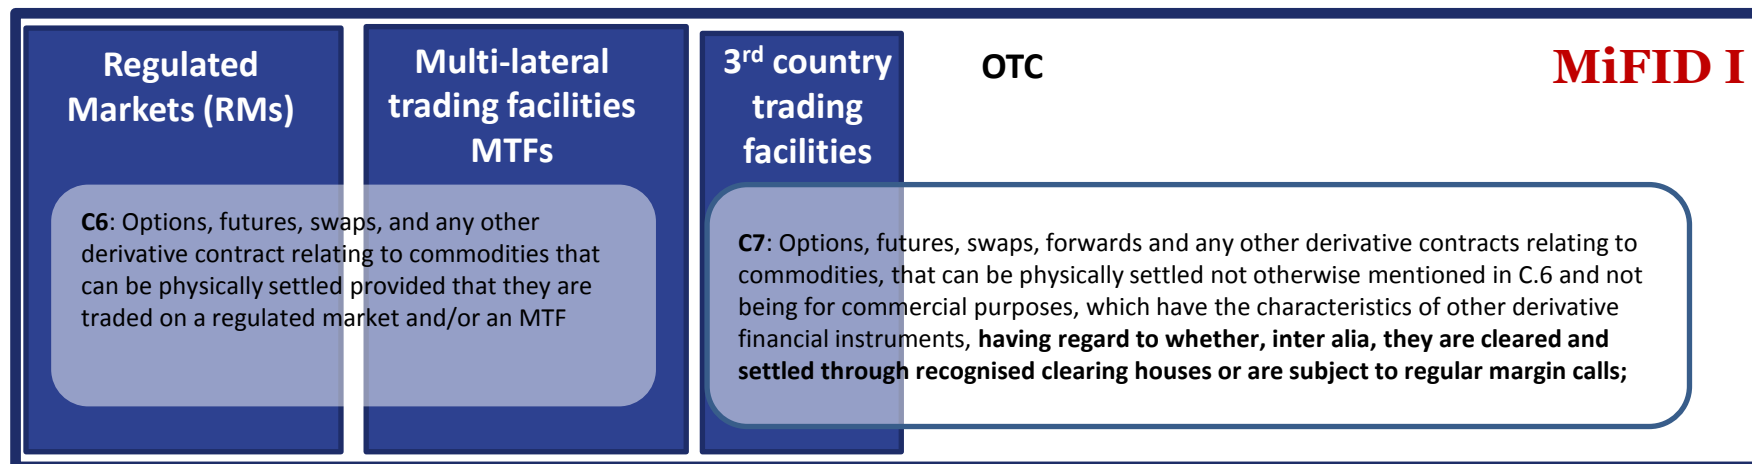 Regulated
Markets (RMs)
Multi-lateral
trading facilities
MTFs
3rd country
trading
facilities
OTC
MiFID I
C6: Options, futures, swaps, and any other
derivative contract relating to commodities that
can be physically settled provided that they are
traded on a regulated market and/or an MTF
C7: Options, futures, swaps, forwards and any other derivative contracts relating to
commodities, that can be physically settled not otherwise mentioned in C.6 and not
being for commercial purposes, which have the characteristics of other derivative
financial instruments, having regard to whether, inter alia, they are cleared and
settled through recognised clearing houses or are subject to regular margin calls;